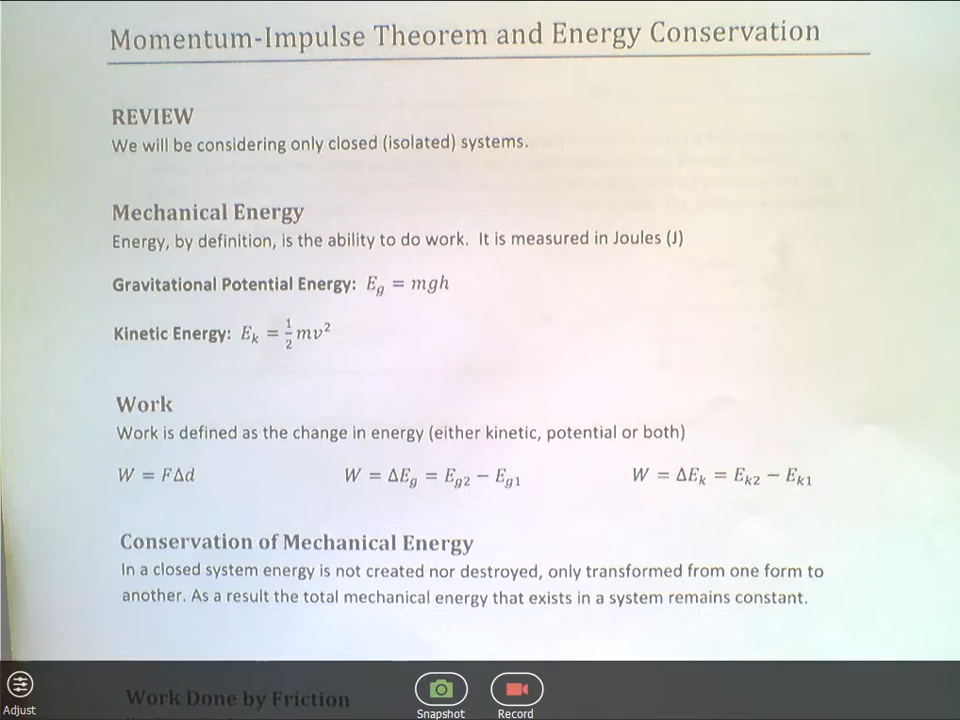 Momentum-Impulse Theorem and Energy Conservation
REVIEW
We will be considering only closed (isolated) systems.
Mechanical Energy
Energy, by definition, is the ability to do work.  It is measured in Joules (J)
Gravitational Potential Energy: E_g = mgh
Kinetic Energy: E_k = ½mv²
Work
Work is defined as the change in energy (either kinetic, potential or both)
W = FΔd W = ΔE_g = E_g2 − E_g1 W = ΔE_k = E_k2 − E_k1
Conservation of Mechanical Energy
In a closed system energy is not created nor destroyed, only transformed from one form to
another. As a result the total mechanical energy that exists in a system remains constant.
Work Done by Friction
Adjust Snapshot Record